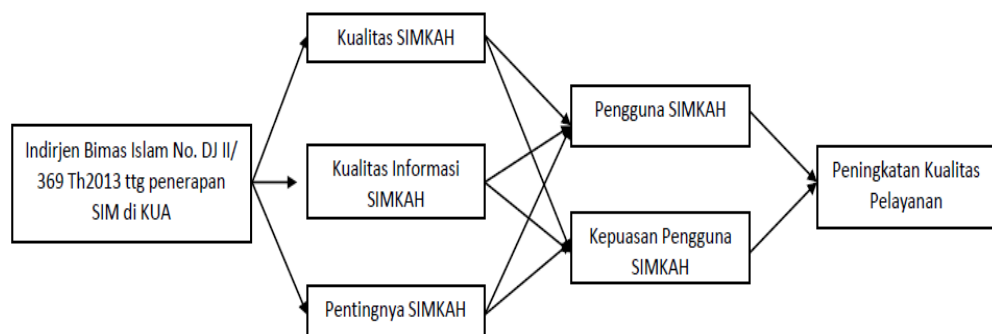 Kualitas SIMKAH
Indirjen Bimas Islam No. DJ II/
369 Th2013 ttg penerapan
SIM di KUA
Kualitas Informasi
SIMKAH
Pentingnya SIMKAH
Pengguna SIMKAH
Kepuasan Pengguna
SIMKAH
Peningkatan Kualitas
Pelayanan